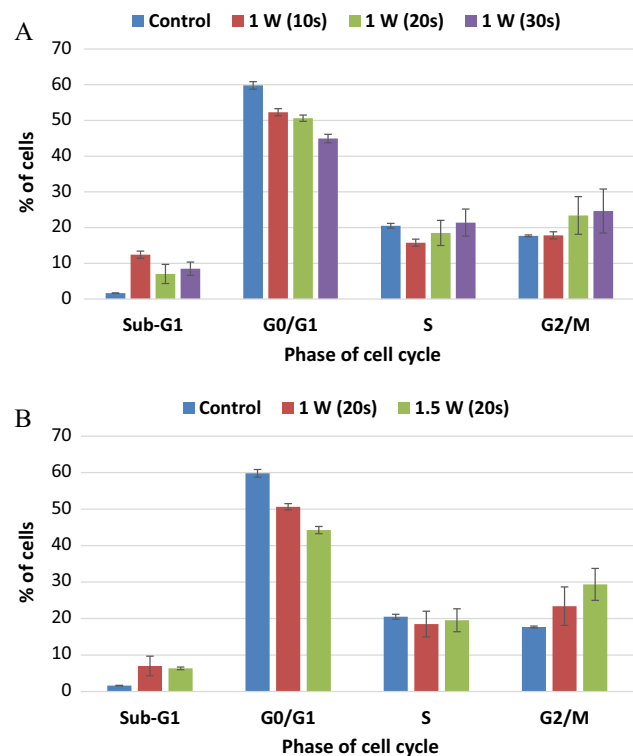 A
Control 1 W (10s) 1 W (20s) 1 W (30s)
70
60
50
40
30
20
10
0
% of cells
Sub-G1 G0/G1 S G2/M
Phase of cell cycle
B
Control 1 W (20s) 1.5 W (20s)
70
60
50
40
30
20
10
0
% of cells
Sub-G1 G0/G1 S G2/M
Phase of cell cycle